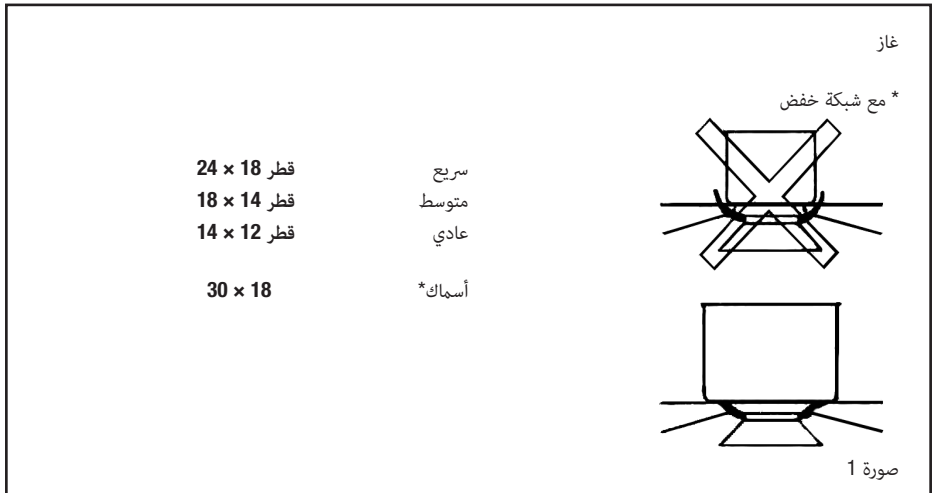 غاز
* مع شبكة خفض
سريع قطر 18 × 24
متوسط قطر 14 × 18
عادي قطر 12 × 14
أسماك* 18 × 30
صورة 1